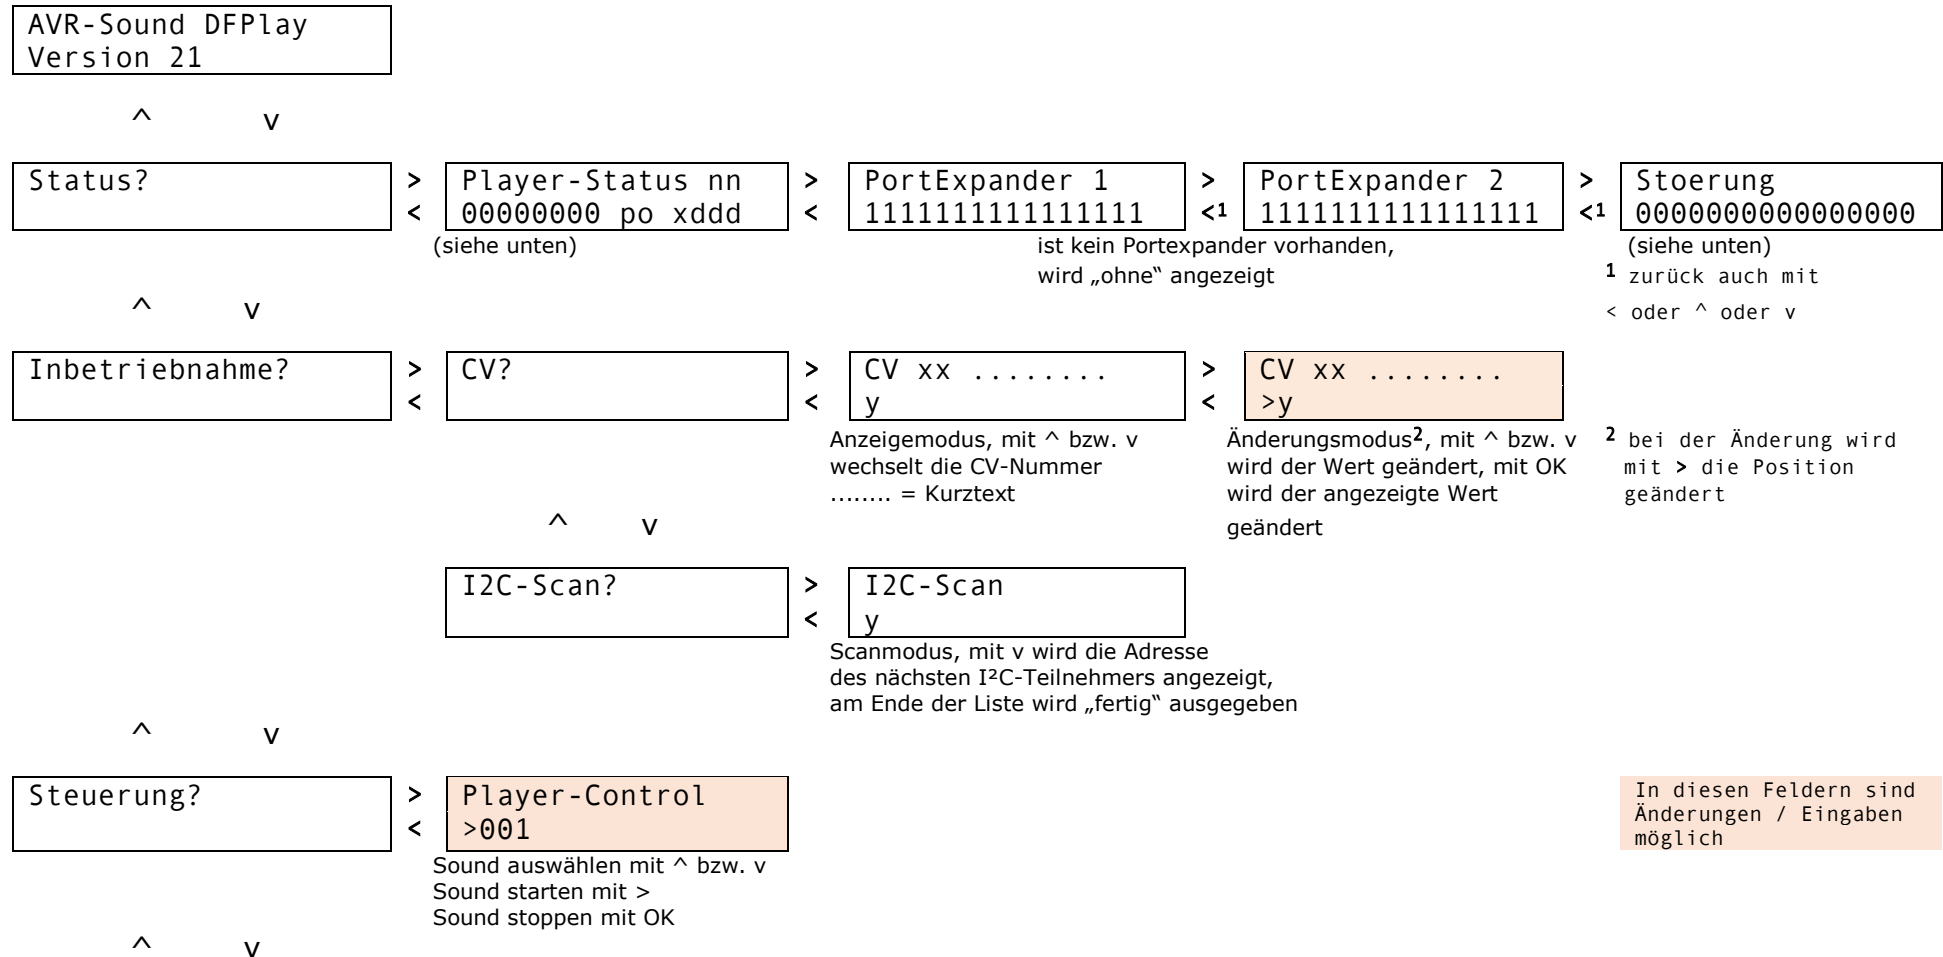 AVR-Sound DFPlay
Version 21
^ v
Status?
>
<
Player-Status nn
00000000 po xddd
>
<
PortExpander 1
1111111111111111
>
<1
PortExpander 2
1111111111111111
>
<1
Stoerung
0000000000000000
(siehe unten)
ist kein Portexpander vorhanden,
wird „ohne“ angezeigt
(siehe unten)
1 zurück auch mit
< oder ^ oder v
^ v
Inbetriebnahme?
>
<
CV?
>
<
CV xx ........
y
>
<
CV xx ........
>y
Anzeigemodus, mit ^ bzw. v
wechselt die CV-Nummer
........ = Kurztext
Änderungsmodus2, mit ^ bzw. v
wird der Wert geändert, mit OK
wird der angezeigte Wert
geändert
2 bei der Änderung wird
mit > die Position
geändert
^ v
I2C-Scan?
>
<
I2C-Scan
y
Scanmodus, mit v wird die Adresse
des nächsten I²C-Teilnehmers angezeigt,
am Ende der Liste wird „fertig“ ausgegeben
^ v
Steuerung?
>
<
Player-Control
>001
In diesen Feldern sind
Änderungen / Eingaben
möglich
Sound auswählen mit ^ bzw. v
Sound starten mit >
Sound stoppen mit OK
^ v